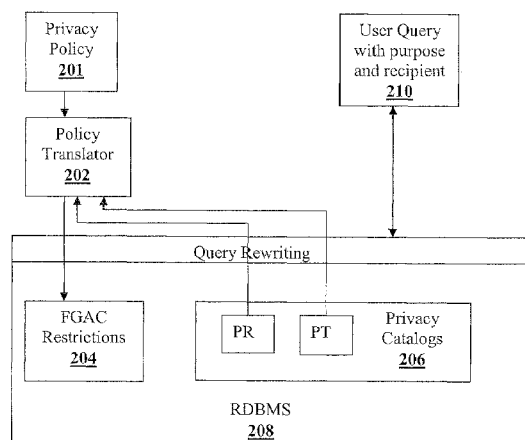 Privacy
Policy
201
User Query
with purpose
and recipient
210
Policy
Translator
202
Query Rewriting
FGAC
Restrictions
204
PR
PT
Privacy
Catalogs
206
RDBMS
208